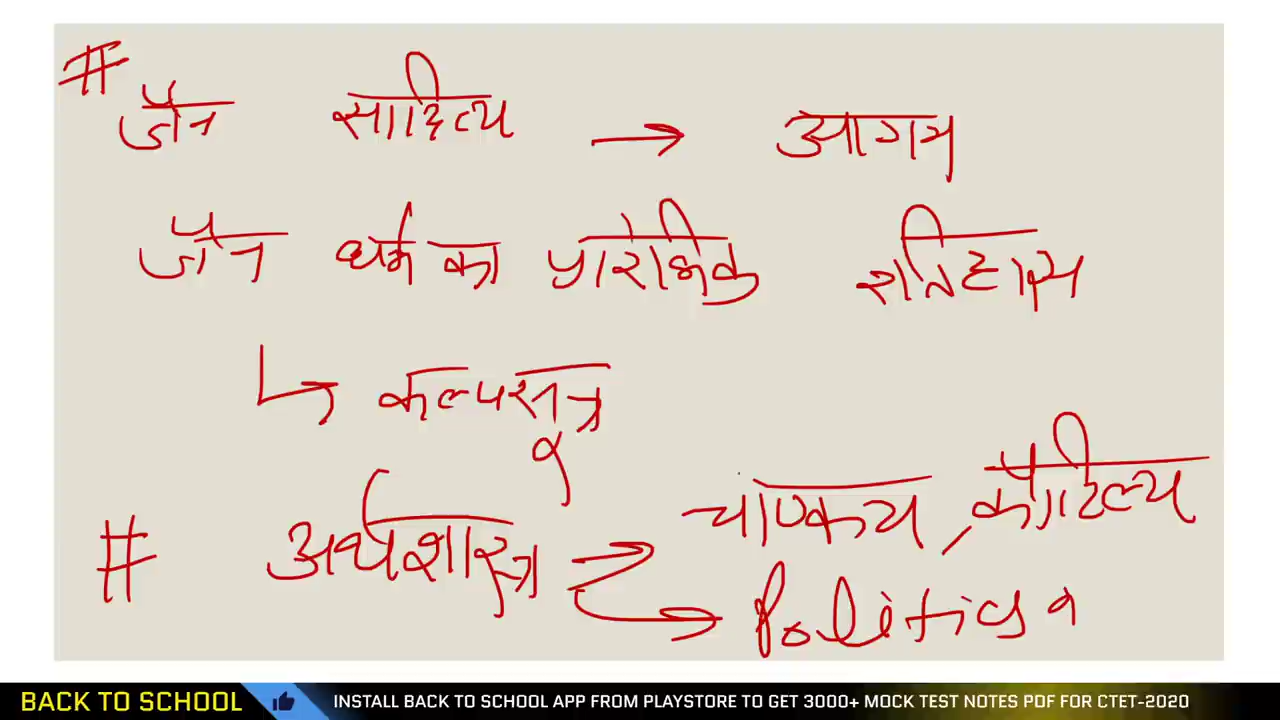 # जैन साहित्य → आगम
जैन धर्म का प्रारंभिक इतिहास
↳ कल्पसूत्र
# अर्थशास्त्र → चाणक्य, कौटिल्य
→ Politics
BACK TO SCHOOL INSTALL BACK TO SCHOOL APP FROM PLAYSTORE TO GET 3000+ MOCK TEST NOTES PDF FOR CTET-2020